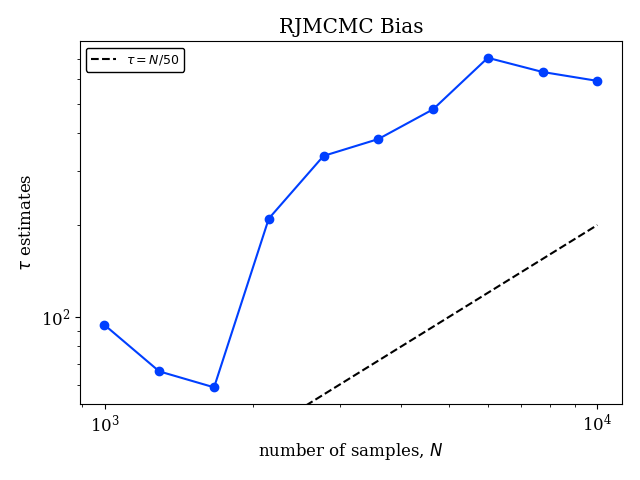 RJMCMC Bias
τ = N/50
τ estimates
10²
10³
10⁴
number of samples, N